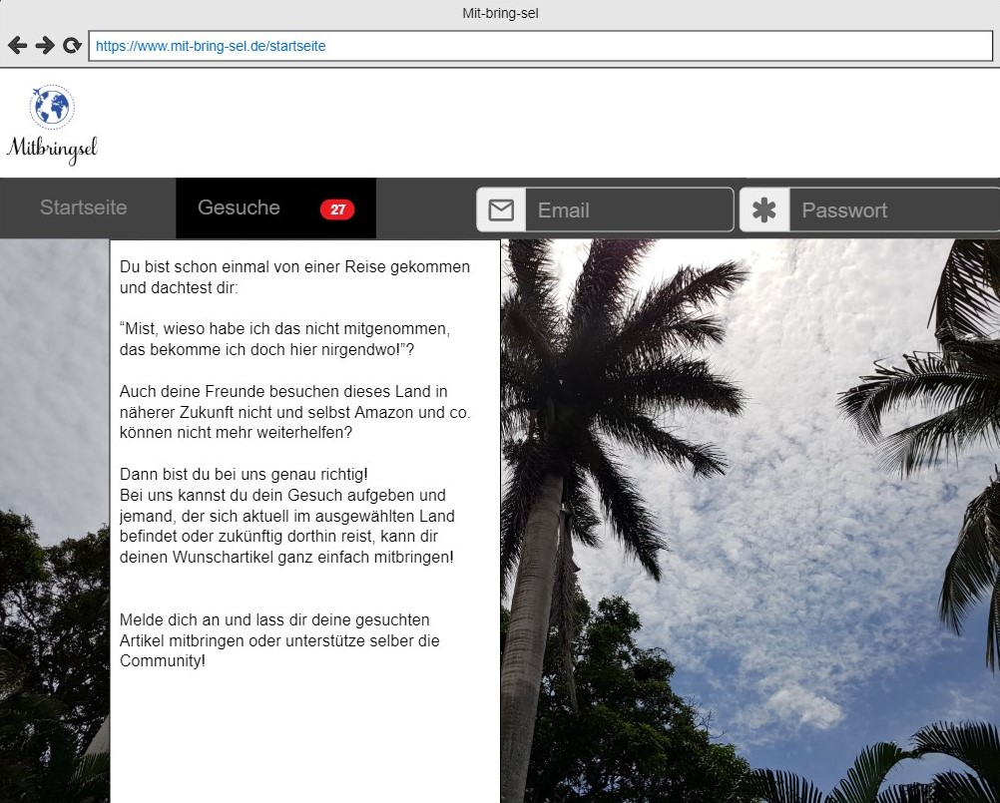 Mit-bring-sel
https://www.mit-bring-sel.de/startseite
Mitbringsel
Startseite
Gesuche
27
Email
Passwort
Du bist schon einmal von einer Reise gekommen
und dachtest dir:
“Mist, wieso habe ich das nicht mitgenommen,
das bekomme ich doch hier nirgendwo!”?
Auch deine Freunde besuchen dieses Land in
näherer Zukunft nicht und selbst Amazon und co.
können nicht mehr weiterhelfen?
Dann bist du bei uns genau richtig!
Bei uns kannst du dein Gesuch aufgeben und
jemand, der sich aktuell im ausgewählten Land
befindet oder zukünftig dorthin reist, kann dir
deinen Wunschartikel ganz einfach mitbringen!
Melde dich an und lass dir deine gesuchten
Artikel mitbringen oder unterstütze selber die
Community!